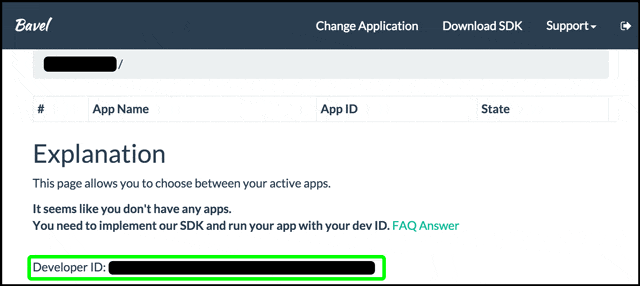 Bavel
Change Application Download SDK Support
/
# App Name App ID State
Explanation
This page allows you to choose between your active apps.
It seems like you don't have any apps.
You need to implement our SDK and run your app with your dev ID. FAQ Answer
Developer ID: